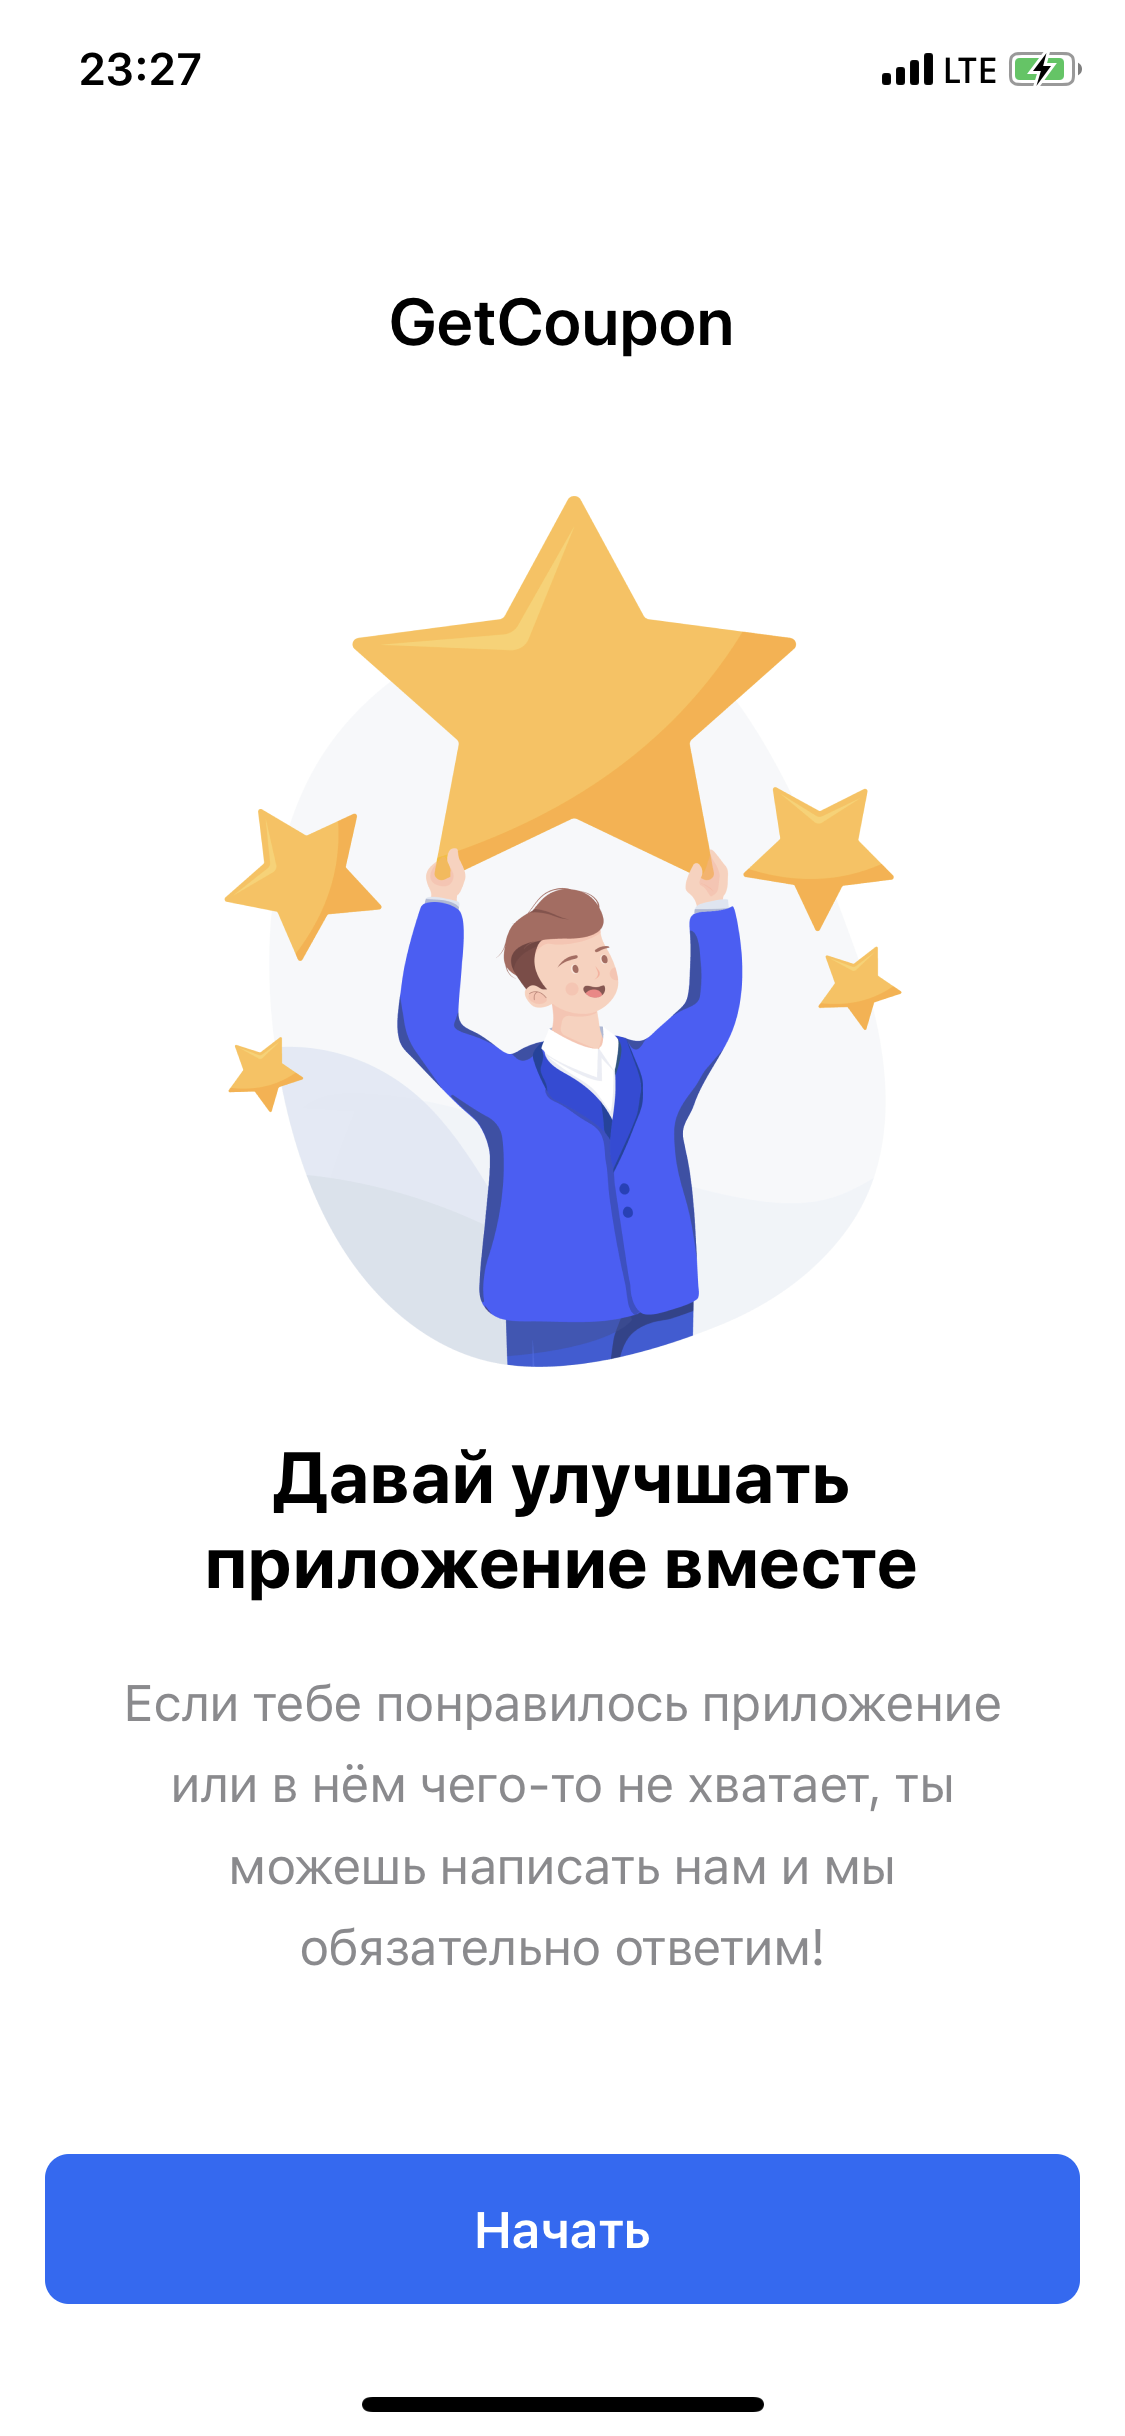 23:27
LTE
GetCoupon
Давай улучшать
приложение вместе
Если тебе понравилось приложение
или в нём чего-то не хватает, ты
можешь написать нам и мы
обязательно ответим!
Начать